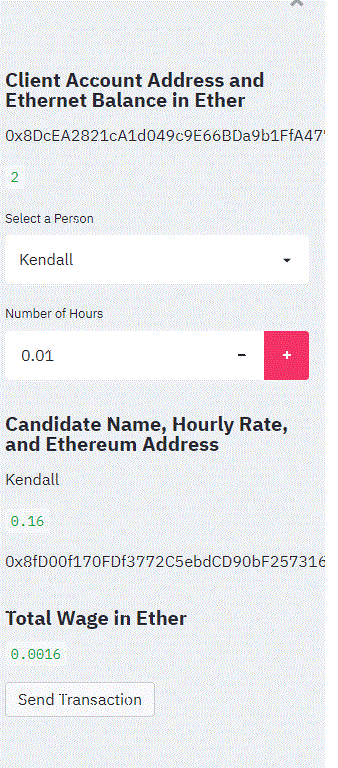 Client Account Address and
Ethernet Balance in Ether
0x8DcEA2821cA1d049c9E66BDa9b1FfA47
2
Select a Person
Kendall
Number of Hours
0.01
Candidate Name, Hourly Rate,
and Ethereum Address
Kendall
0.16
0x8fD00f170FDf3772C5ebdCD90bF257316
Total Wage in Ether
0.0016
Send Transaction